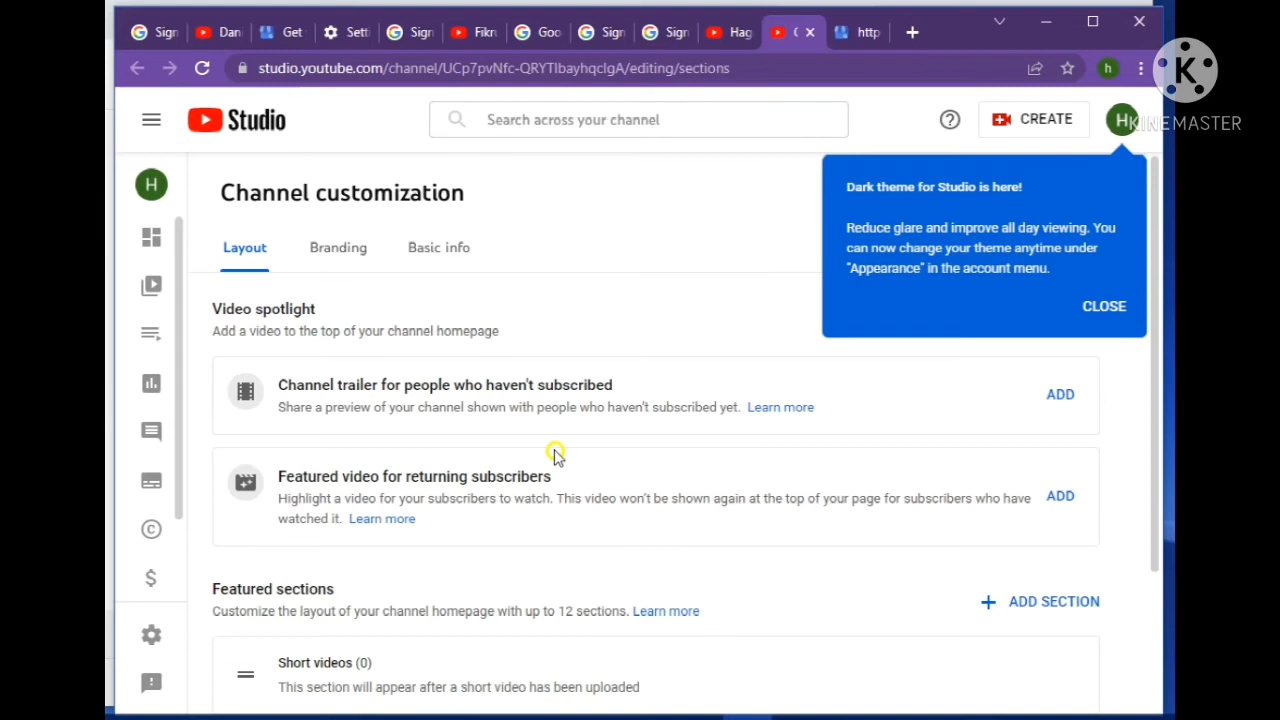 Sign
Dan
Get
Sett
Sign
Fikr
Goo
Sign
Sign
Hag
http
studio.youtube.com/channel/UCp7pvNfc-QRYTIbayhqcIgA/editing/sections
h
K
KINEMASTER
Studio
Search across your channel
CREATE
H
H
Channel customization
Dark theme for Studio is here!
Reduce glare and improve all day viewing. You
can now change your theme anytime under
"Appearance" in the account menu.
CLOSE
Layout
Branding
Basic info
Video spotlight
Add a video to the top of your channel homepage
Channel trailer for people who haven't subscribed
Share a preview of your channel shown with people who haven't subscribed yet. Learn more
ADD
Featured video for returning subscribers
Highlight a video for your subscribers to watch. This video won't be shown again at the top of your page for subscribers who have
watched it. Learn more
ADD
Featured sections
Customize the layout of your channel homepage with up to 12 sections. Learn more
ADD SECTION
Short videos (0)
This section will appear after a short video has been uploaded